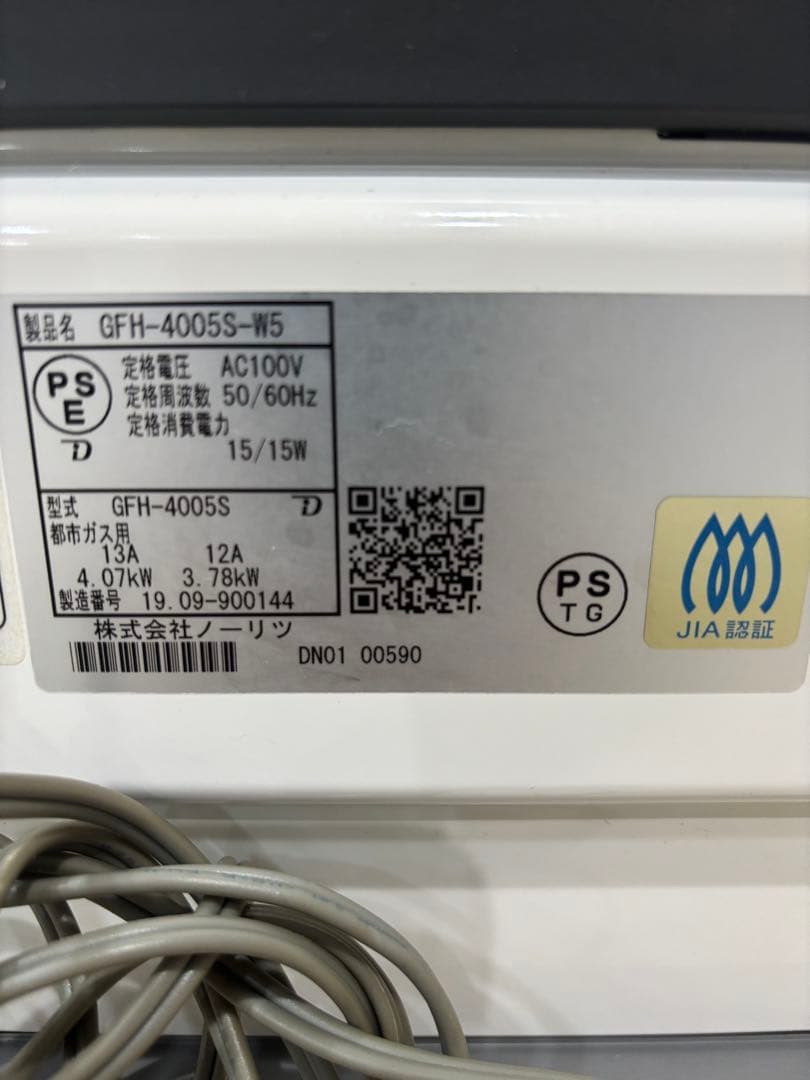 製品名 GFH-4005S-W5
PS
E
定格電圧 AC100V
定格周波数 50/60Hz
定格消費電力
15/15W
型式 GFH-4005S
都市ガス用
13A 12A
4.07kW 3.78kW
製造番号 19.09-900144
株式会社ノーリツ
DN01 00590
PS
TG
JIA認証